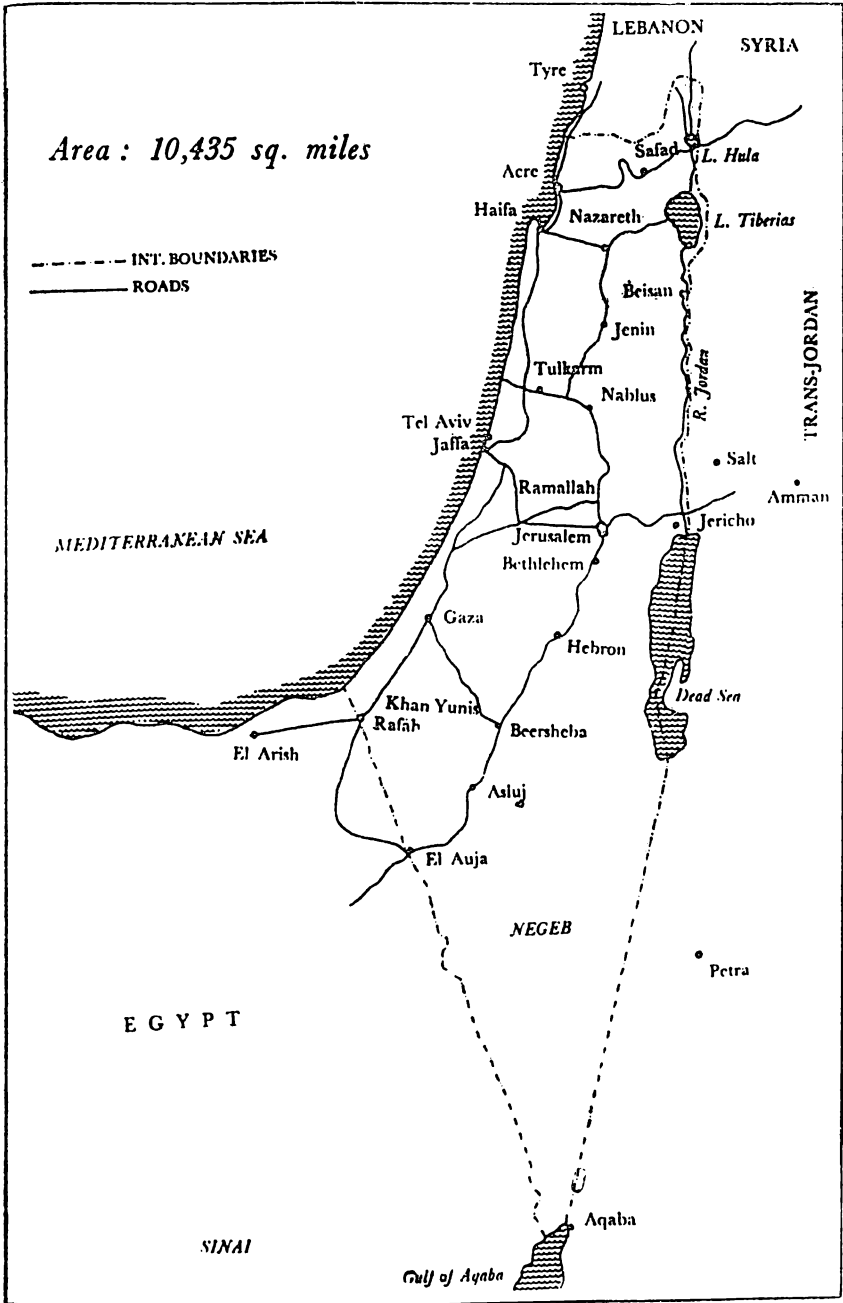 LEBANON
SYRIA
Tyre
Area : 10,435 sq. miles
Safad
L. Hula
Acre
Haifa
Nazareth
L. Tiberias
INT. BOUNDARIES
ROADS
Beisan
Jenin
TRANS-JORDAN
R. Jordan
Tulkarm
Nablus
Tel Aviv
Jaffa
Salt
Ramallah
Amman
Jericho
Jerusalem
MEDITERRANEAN SEA
Bethlehem
Gaza
Hebron
Dead Sea
Khan Yunis
Rafah
Beersheba
El Arish
Asluj
El Auja
NEGEB
Petra
EGYPT
Aqaba
SINAI
Gulf of Aqaba